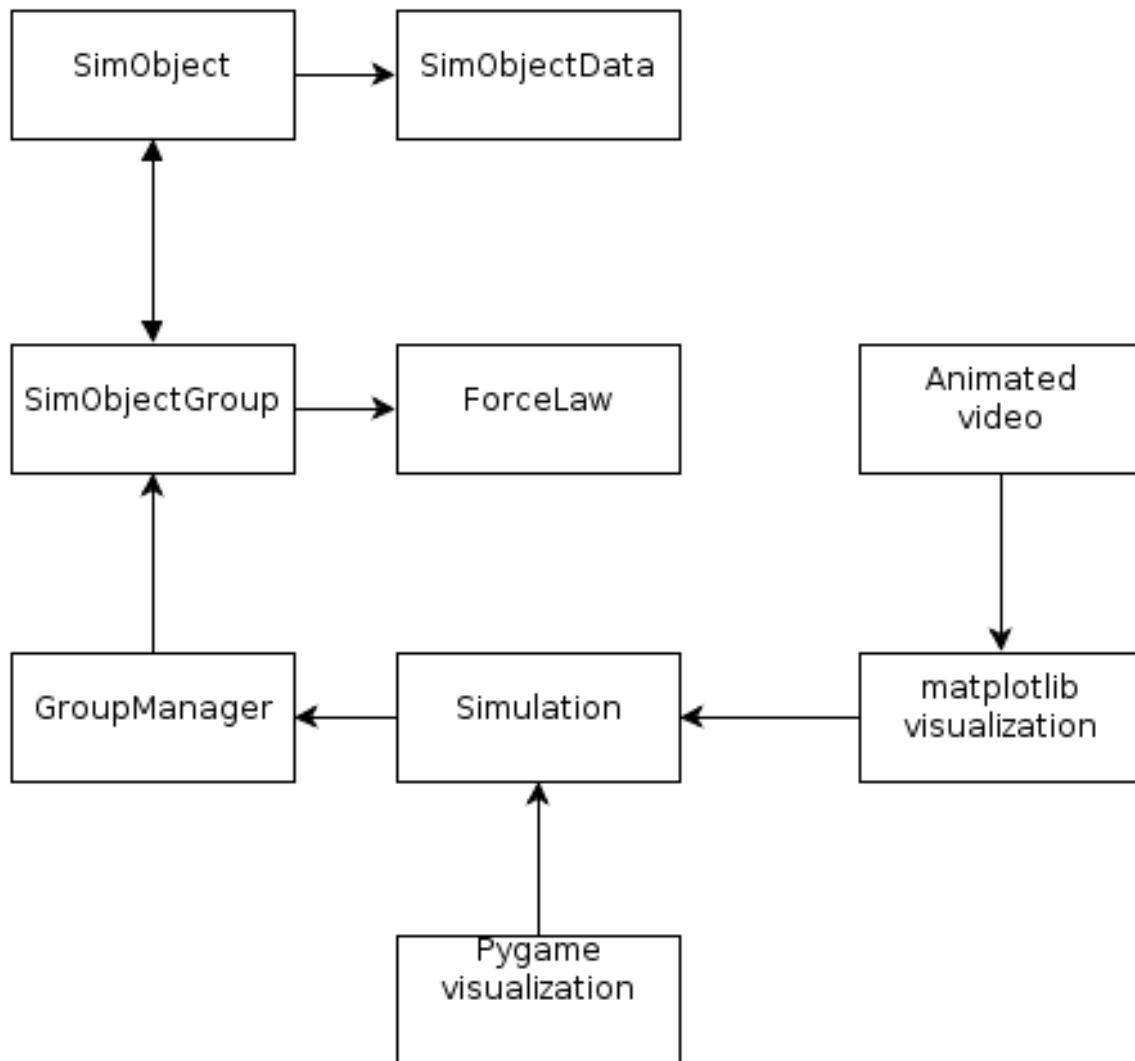 SimObject
SimObjectData
SimObjectGroup
ForceLaw
Animated
video
GroupManager
Simulation
matplotlib
visualization
Pygame
visualization